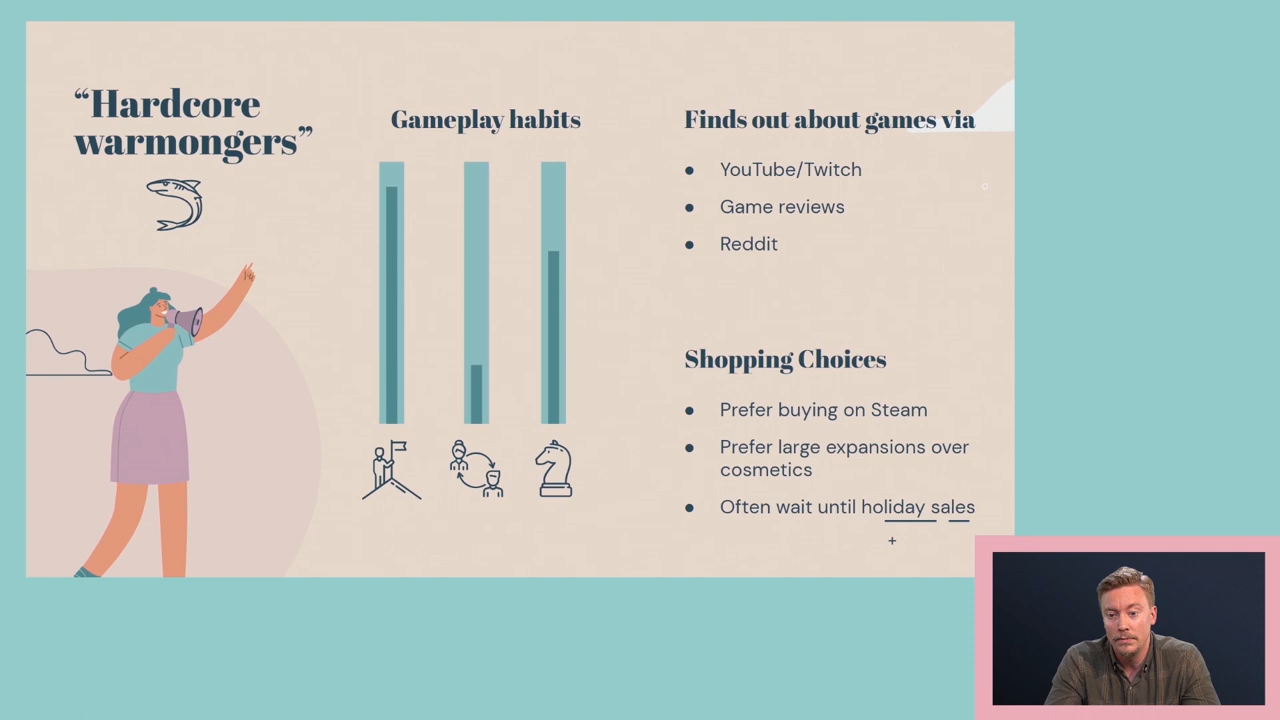 “Hardcore
warmongers”
Gameplay habits
Finds out about games via
● YouTube/Twitch
● Game reviews
● Reddit
Shopping Choices
● Prefer buying on Steam
● Prefer large expansions over
cosmetics
● Often wait until holiday sales